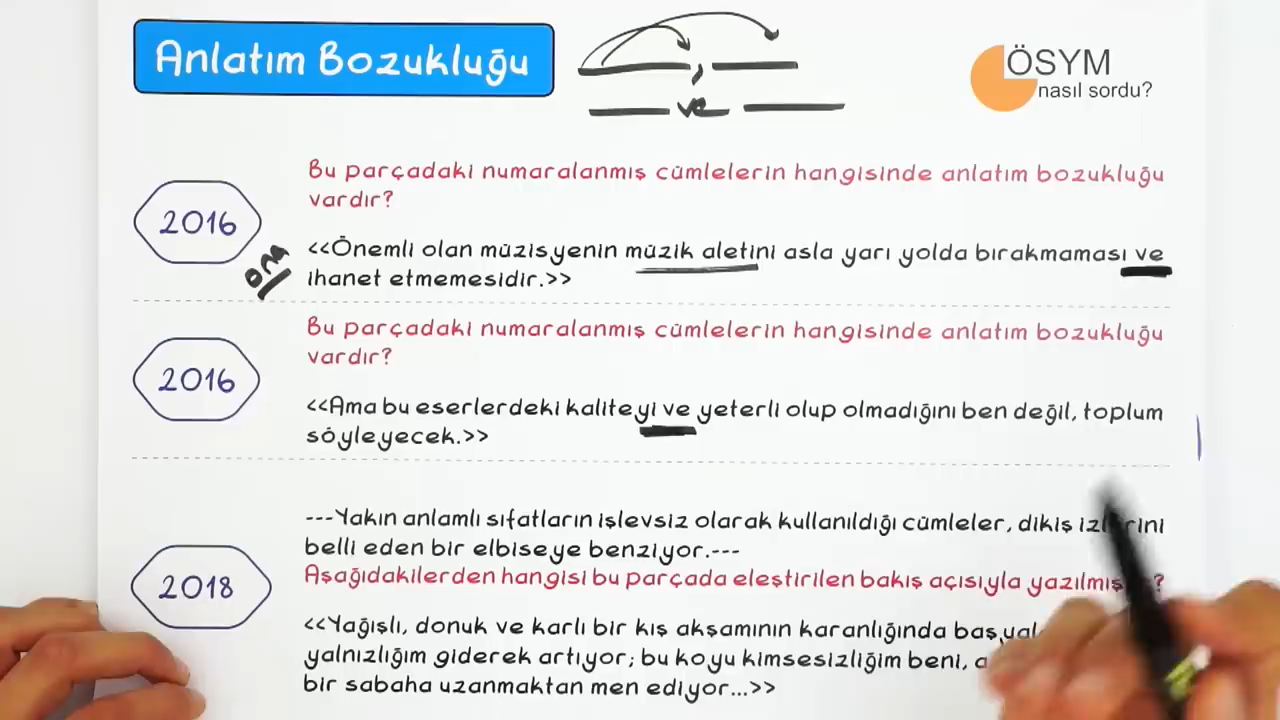 Anlatım Bozukluğu
,
ve
ÖSYM
nasıl sordu?
Bu parçadaki numaralanmış cümlelerin hangisinde anlatım bozukluğu
vardır?
2016
<<Önemli olan müzisyenin müzik aletini asla yarı yolda bırakmaması ve
ona
ihanet etmemesidir.>>
Bu parçadaki numaralanmış cümlelerin hangisinde anlatım bozukluğu
vardır?
2016
<<Ama bu eserlerdeki kaliteyi ve yeterli olup olmadığını ben değil, toplum
söyleyecek.>>
---Yakın anlamlı sıfatların işlevsiz olarak kullanıldığı cümleler, dikiş
belli eden bir elbiseye benziyor.---
2018
Aşağıdakilerden hangisi bu parçada eleştirilen bakış açısıyla
<<Yağışlı, donuk ve karlı bir kış akşamının karanlığında
yalnızlığım giderek artıyor; bu koyu kimsesizliğim beni,
bir sabaha uzanmaktan men ediyor...>>